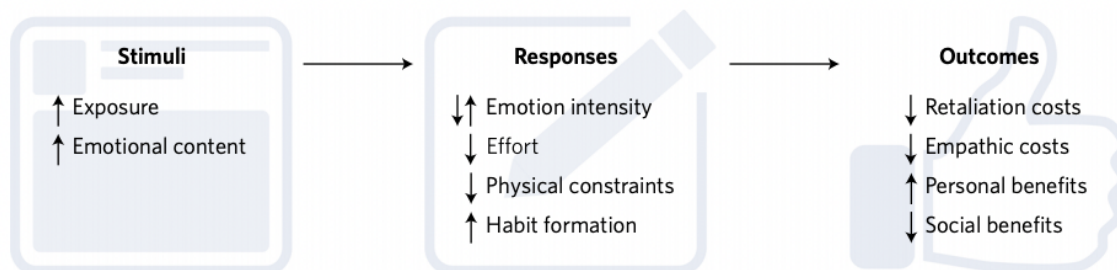 Stimuli
↑ Exposure
↑ Emotional content
Responses
↓↑ Emotion intensity
↓ Effort
↓ Physical constraints
↑ Habit formation
Outcomes
↓ Retaliation costs
↓ Empathic costs
↑ Personal benefits
↓ Social benefits